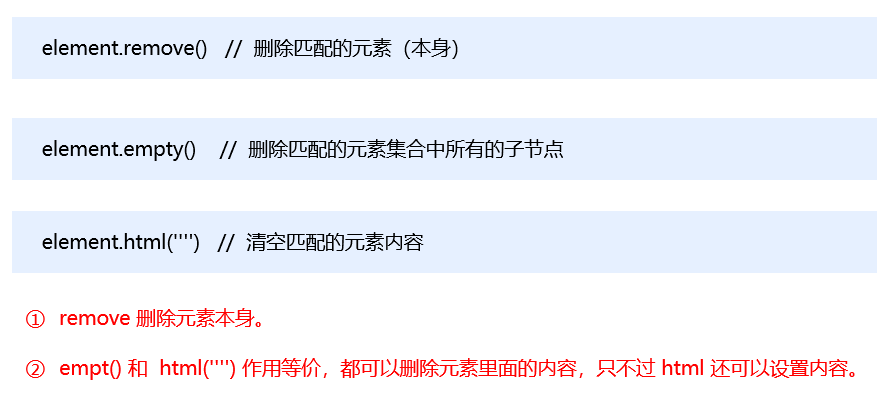 element.remove()   //  删除匹配的元素（本身）
element.empty()    //  删除匹配的元素集合中所有的子节点
element.html('''')   //  清空匹配的元素内容
①  remove 删除元素本身。
②  empt() 和  html('''') 作用等价，都可以删除元素里面的内容，只不过 html 还可以设置内容。